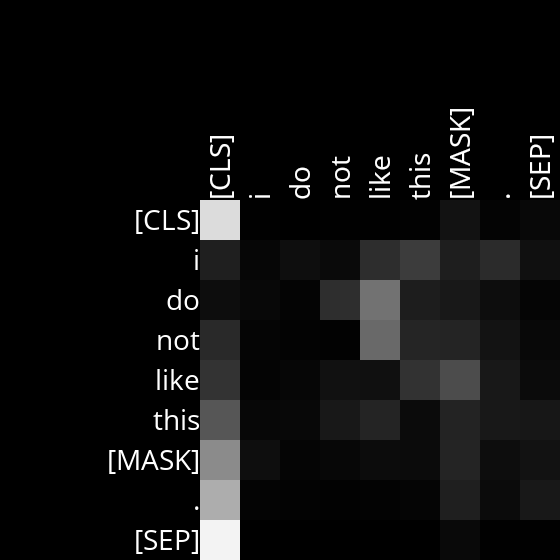 [CLS] i do not like this [MASK] . [SEP]
[CLS]
i
do
not
like
this
[MASK]
.
[SEP]